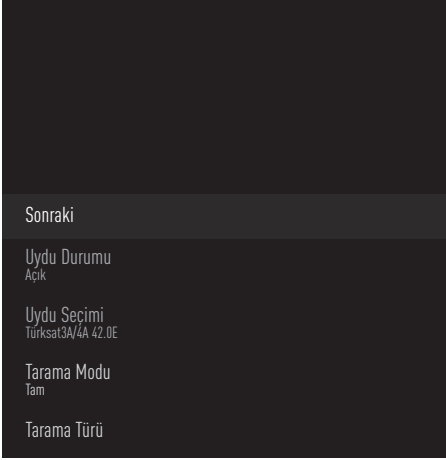 Sonraki
Uydu Durumu
Açık
Uydu Seçimi
Türksat3A/4A 42.0E
Tarama Modu
Tam
Tarama Türü